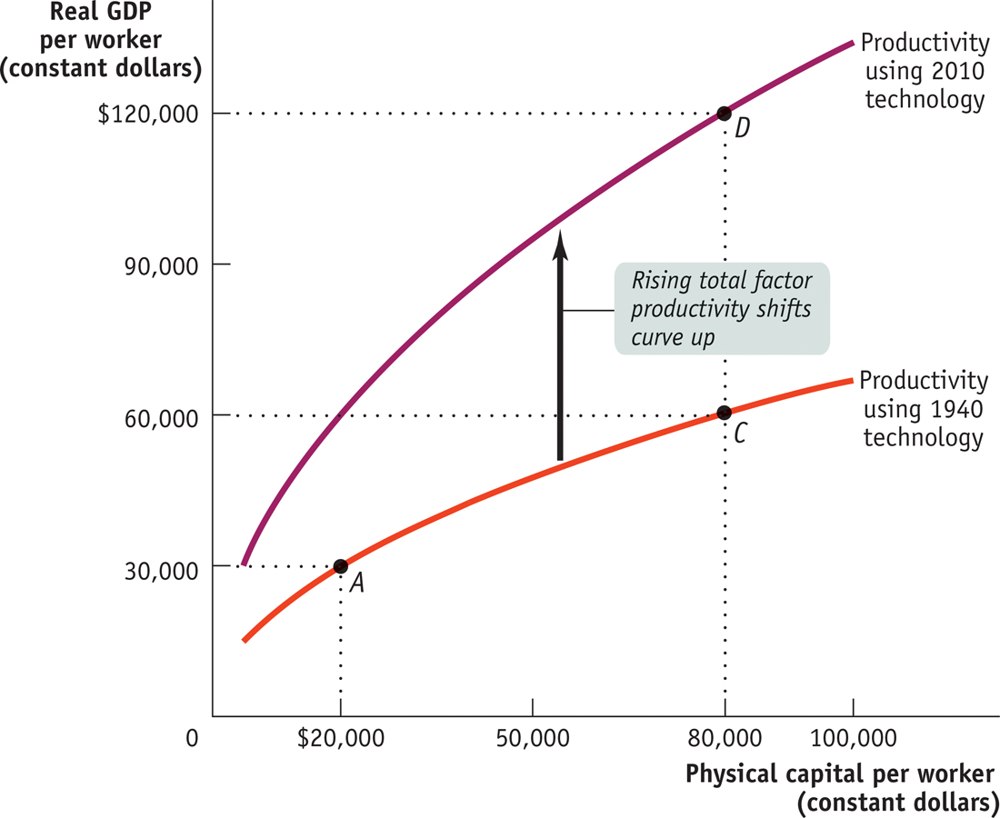 Real GDP
per worker
(constant dollars)
Productivity
using 2010
technology
$120,000
D
90,000
Rising total factor
productivity shifts
curve up
Productivity
using 1940
technology
60,000
C
30,000
A
0
$20,000
50,000
80,000
100,000
Physical capital per worker
(constant dollars)